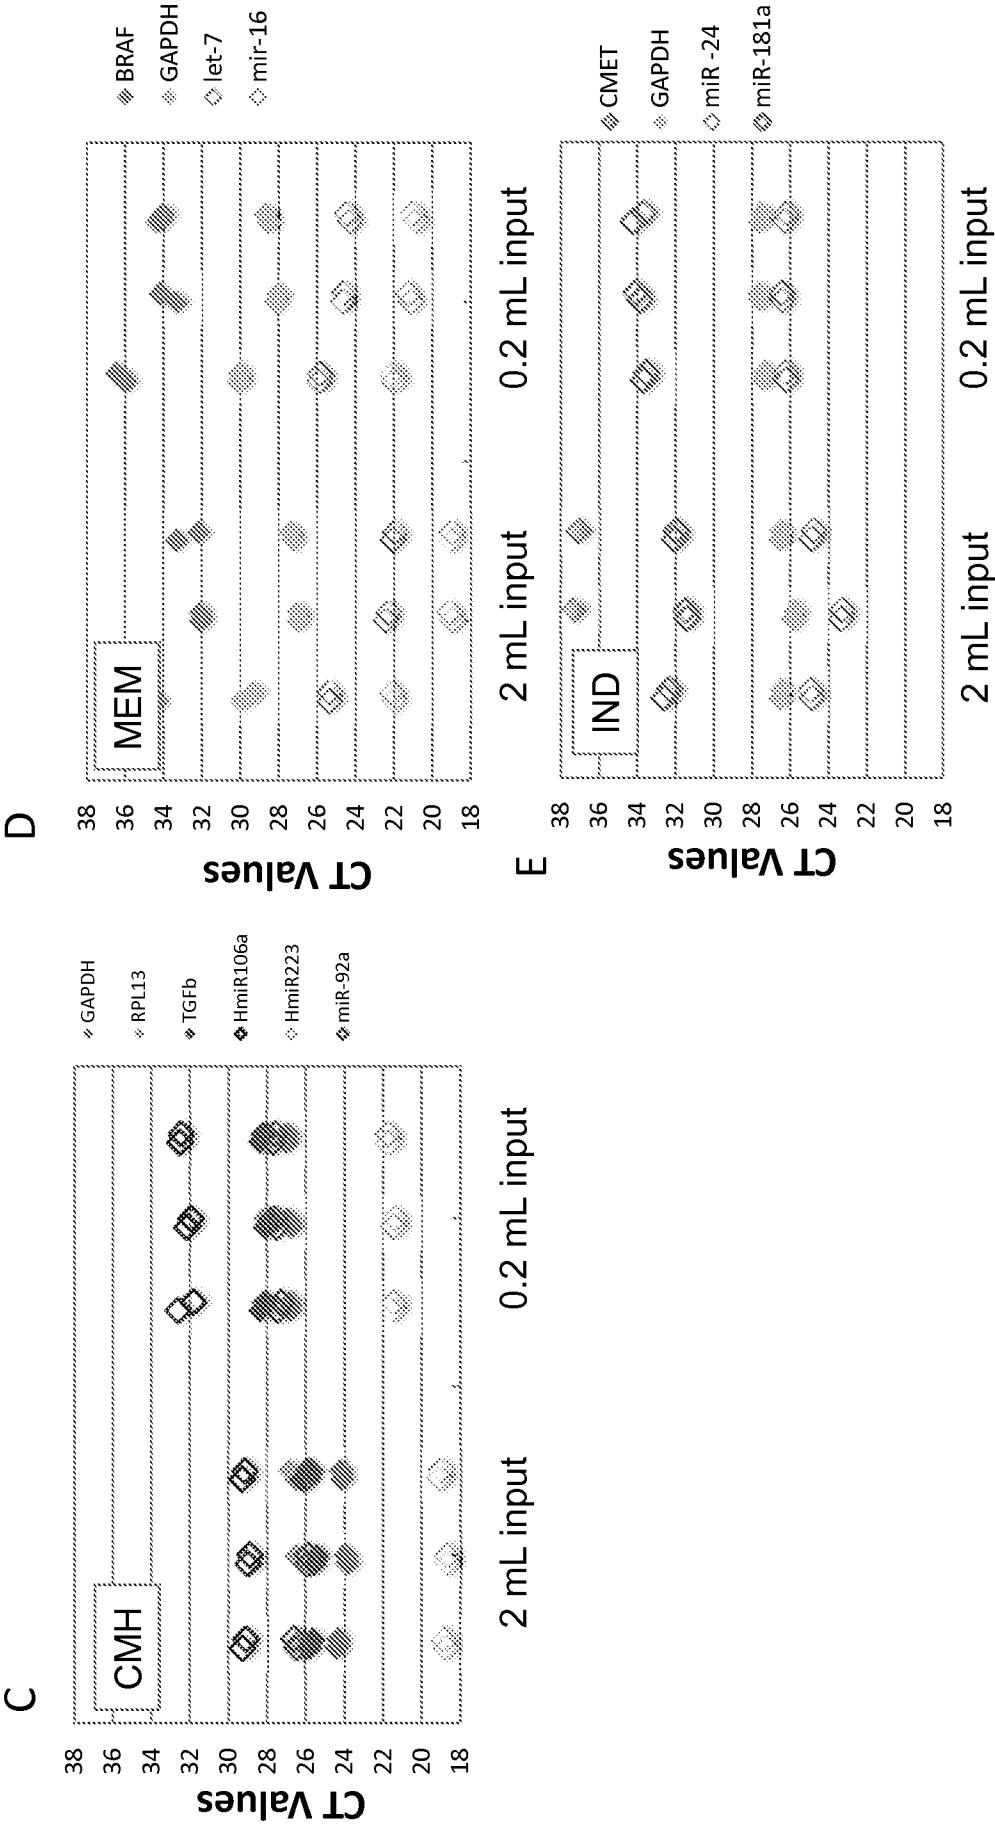 C
CMH
CT Values
38
36
34
32
30
28
26
24
22
20
18
2 mL input
0.2 mL input
GAPDH
RPL13
TGFb
HmiR106a
HmiR223
miR-92a
D
MEM
CT Values
38
36
34
32
30
28
26
24
22
20
18
2 mL input
0.2 mL input
BRAF
GAPDH
let-7
mir-16
E
IND
CT Values
38
36
34
32
30
28
26
24
22
20
18
2 mL input
0.2 mL input
CMET
GAPDH
miR -24
miR-181a